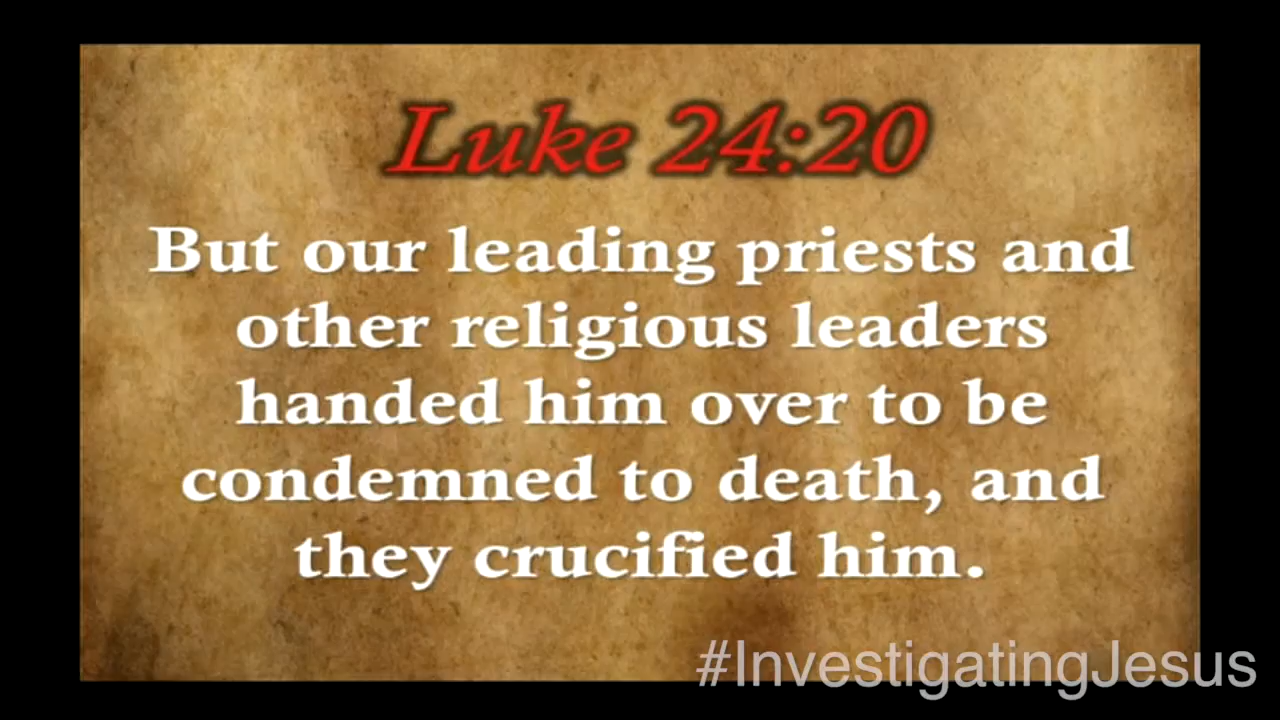 Luke 24:20
But our leading priests and
other religious leaders
handed him over to be
condemned to death, and
they crucified him.
#InvestigatingJesus